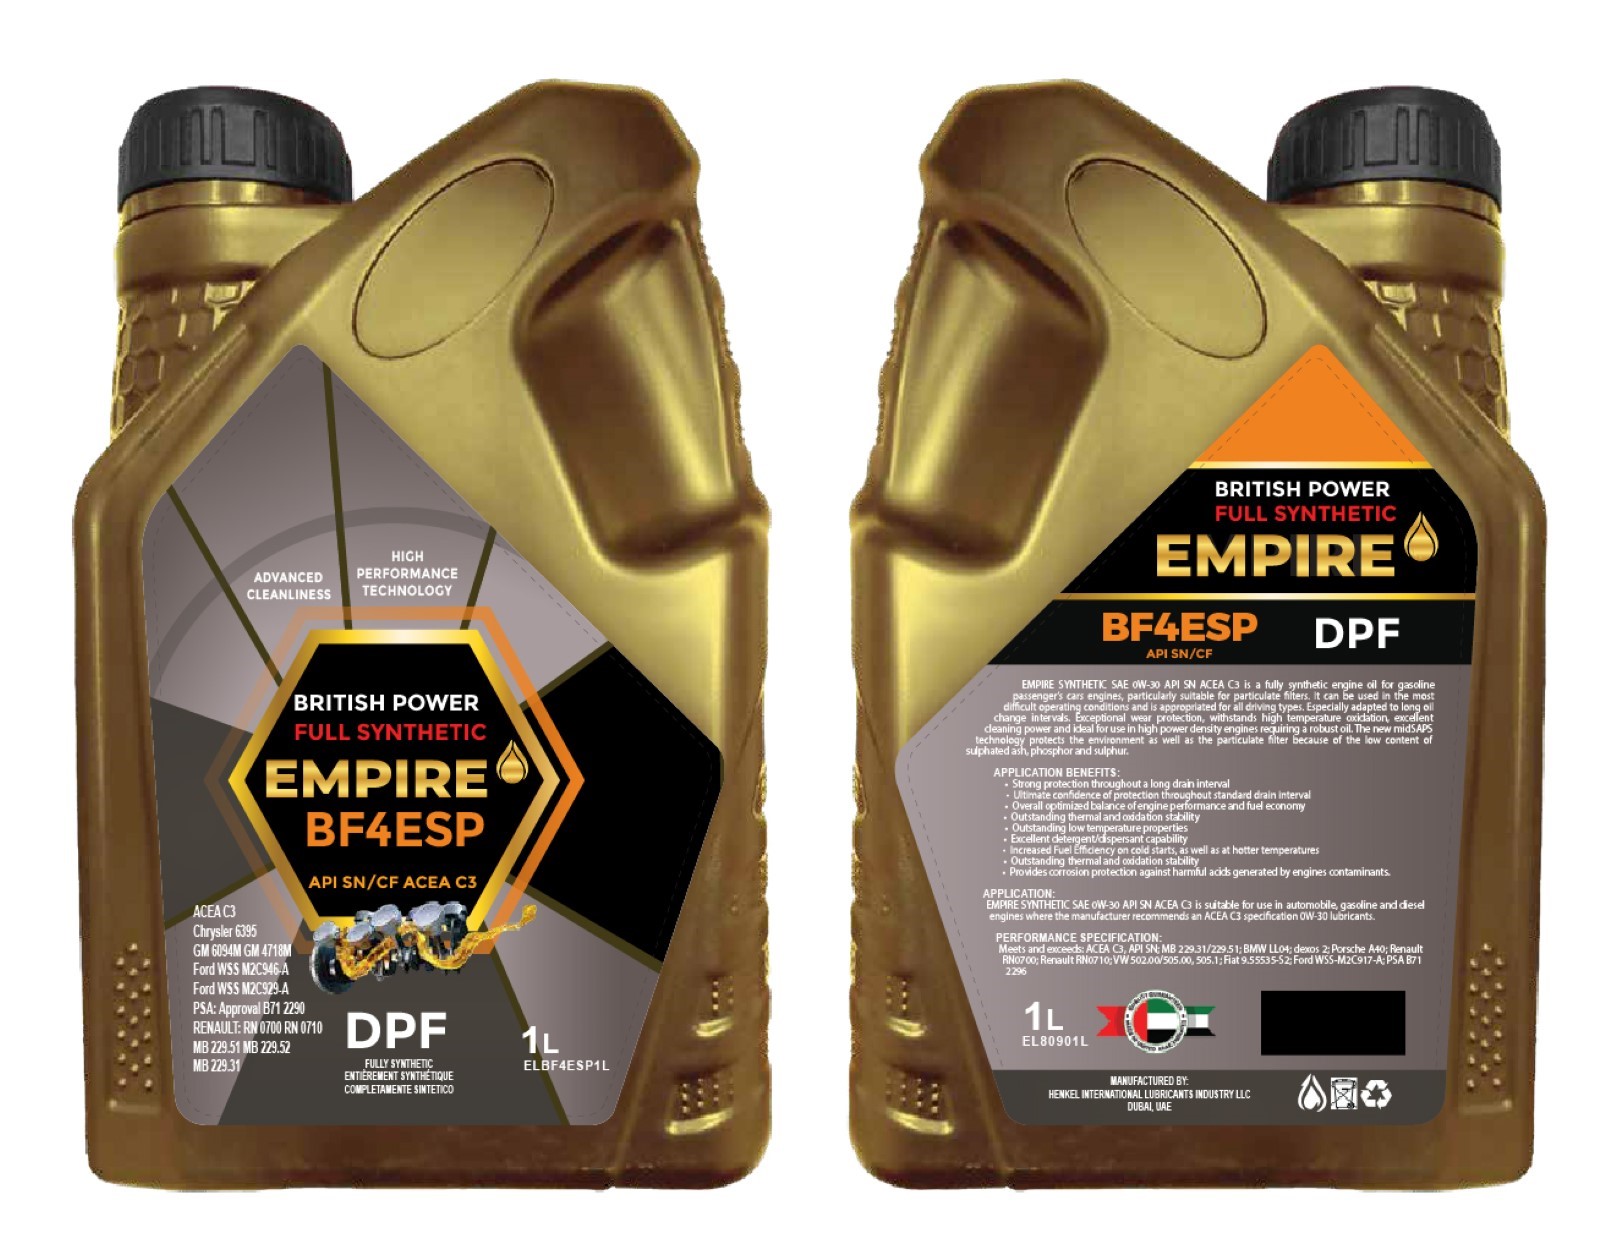 ADVANCED
CLEANLINESS
HIGH
PERFORMANCE
TECHNOLOGY
BRITISH POWER
FULL SYNTHETIC
EMPIRE
BF4ESP
API SN/CF ACEA C3
ACEA C3
Chrysler 6395
GM 6094M GM 4718M
Ford WSS M2C946-A
Ford WSS M2C929-A
PSA: Approval B71 2290
RENAULT: RN 0700 RN 0710
MB 229.51 MB 229.52
MB 229.31
DPF
FULLY SYNTHETIC
ENTIÈREMENT SYNTHÉTIQUE
COMPLETAMENTE SINTETICO
1L
ELBF4ESP1L
BRITISH POWER
FULL SYNTHETIC
EMPIRE
BF4ESP
API SN/CF
DPF
EMPIRE SYNTHETIC SAE 0W-30 API SN ACEA C3 is a fully synthetic engine oil for gasoline
passenger's cars engines, particularly suitable for particulate filters. It can be used in the most
difficult operating conditions and is appropriated for all driving types. Especially adapted to long oil
change intervals. Exceptional wear protection, withstands high temperature oxidation, excellent
cleaning power and ideal for use in high power density engines requiring a robust oil. The new midSAPS
technology protects the environment as well as the particulate filter because of the low content of
sulphated ash, phosphor and sulphur.
APPLICATION BENEFITS:
• Strong protection throughout a long drain interval
• Ultimate confidence of protection throughout standard drain interval
• Overall optimized balance of engine performance and fuel economy
• Outstanding thermal and oxidation stability
• Outstanding low temperature properties
• Excellent detergent/dispersant capability
• Increased Fuel Efficiency on cold starts, as well as at hotter temperatures
• Outstanding thermal and oxidation stability
• Provides corrosion protection against harmful acids generated by engines contaminants.
APPLICATION:
EMPIRE SYNTHETIC SAE 0W-30 API SN ACEA C3 is suitable for use in automobile, gasoline and diesel
engines where the manufacturer recommends an ACEA C3 specification 0W-30 lubricants.
PERFORMANCE SPECIFICATION:
Meets and exceeds: ACEA C3, API SN; MB 229.31/229.51; BMW LL04; dexos 2; Porsche A40; Renault
RN0700; Renault RN0710; VW 502.00/505.00, 505.1; Fiat 9.55535-S2; Ford WSS-M2C917-A; PSA B71
2296
1L
EL80901L
MANUFACTURED BY:
HENKEL INTERNATIONAL LUBRICANTS INDUSTRY LLC
DUBAI, UAE